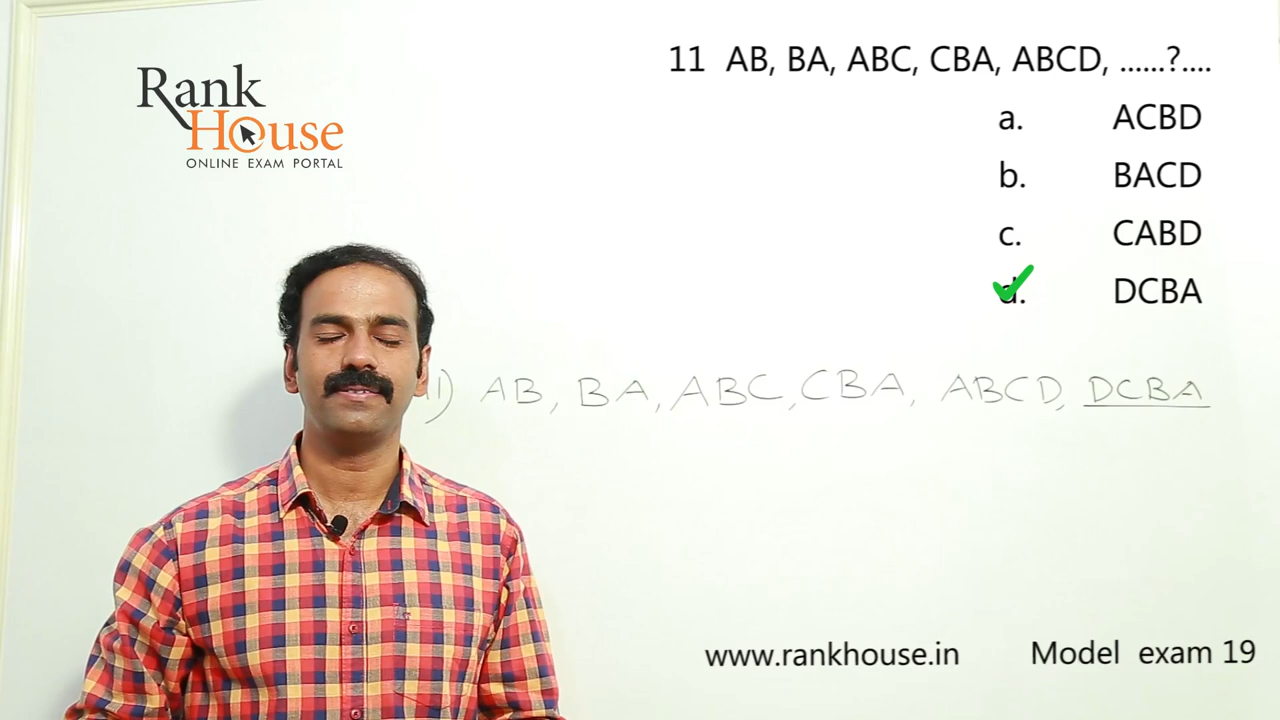 Rank
House
ONLINE EXAM PORTAL
11 AB, BA, ABC, CBA, ABCD, ......?....
a. ACBD
b. BACD
c. CABD
d. DCBA
11) AB, BA, ABC, CBA, ABCD, DCBA
www.rankhouse.in Model exam 19